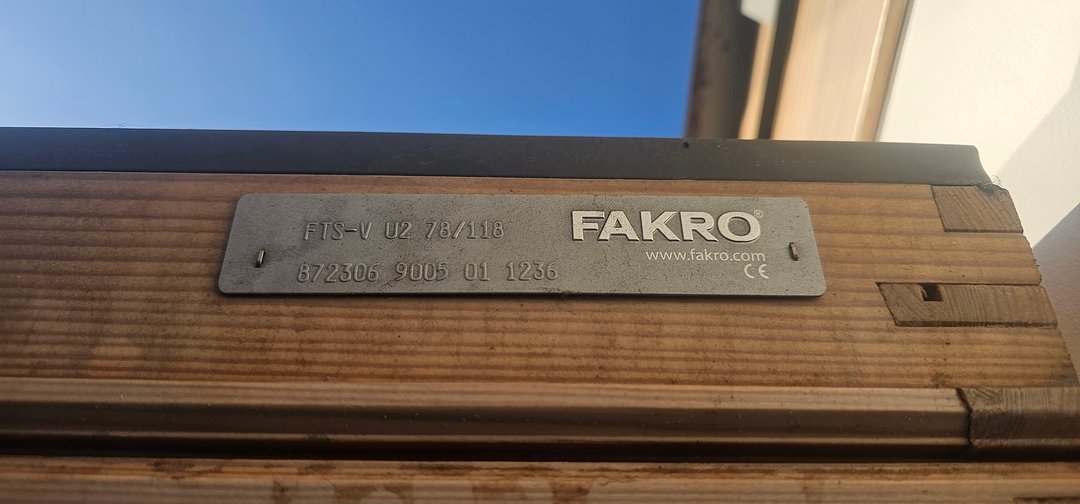 FTS-V U2 78/118
872306 9005 01 1236
FAKRO®
www.fakro.com
CE